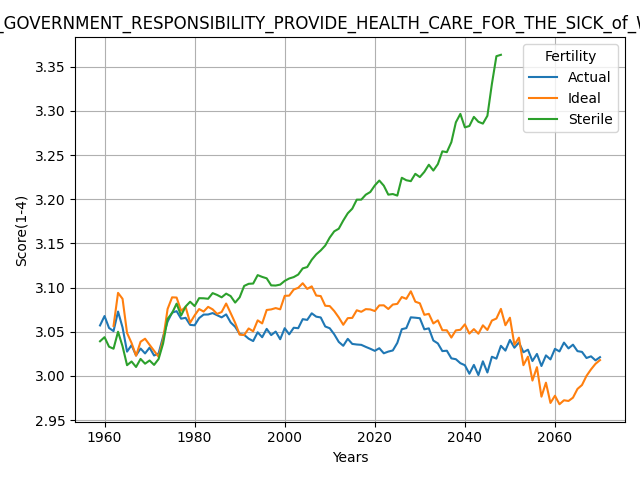 _GOVERNMENT_RESPONSIBILITY_PROVIDE_HEALTH_CARE_FOR_THE_SICK_of_
Fertility
Actual
Ideal
Sterile
Score(1-4)
3.35
3.30
3.25
3.20
3.15
3.10
3.05
3.00
2.95
1960 1980 2000 2020 2040 2060
Years